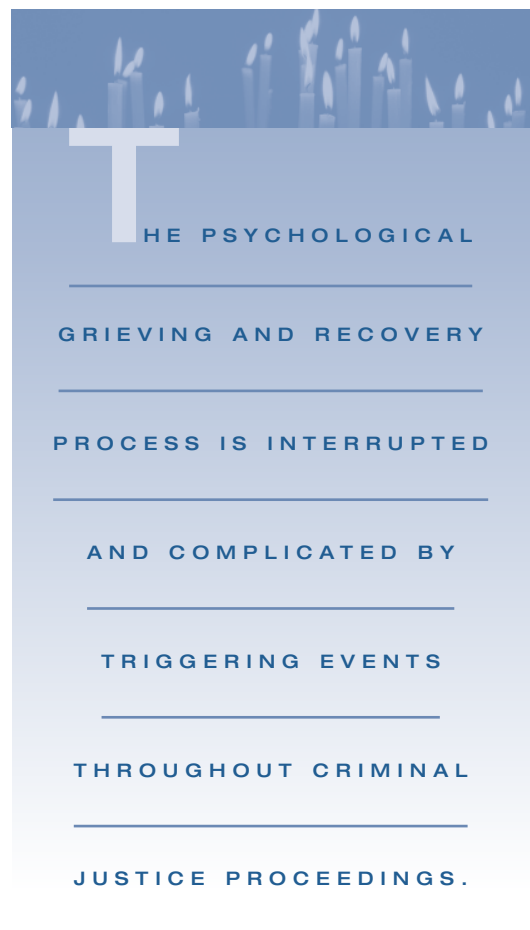 THE PSYCHOLOGICAL
GRIEVING AND RECOVERY
PROCESS IS INTERRUPTED
AND COMPLICATED BY
TRIGGERING EVENTS
THROUGHOUT CRIMINAL
JUSTICE PROCEEDINGS.